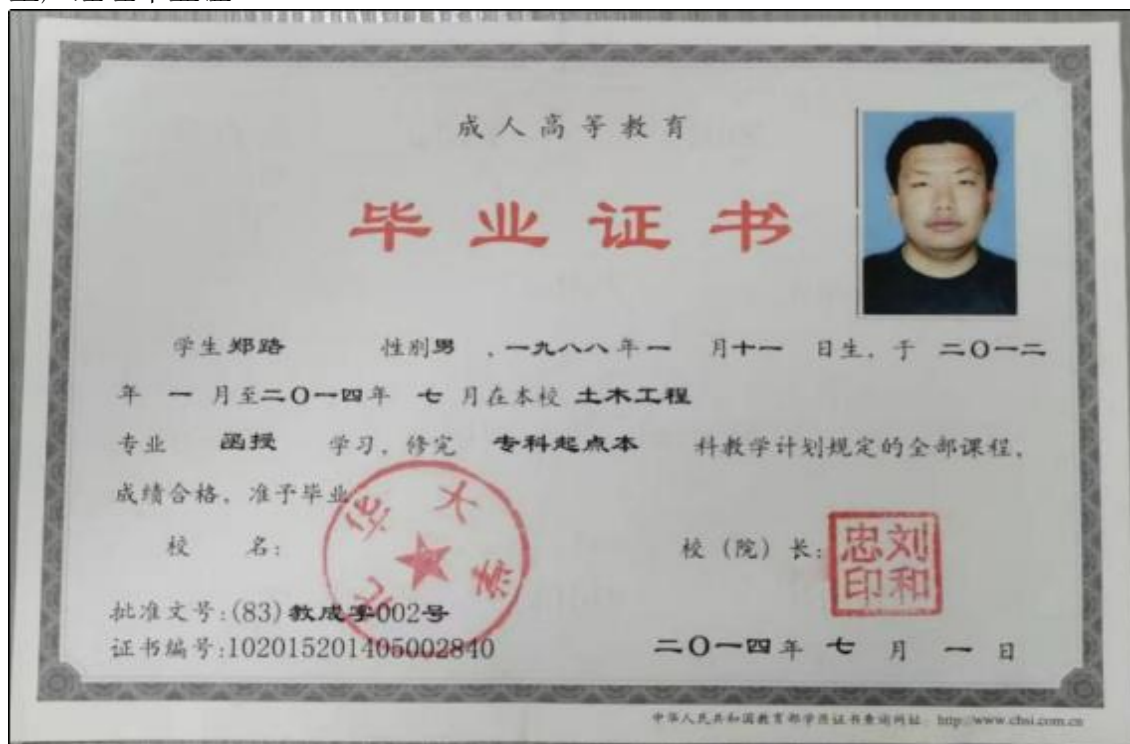 成人高等教育
毕业证书
学生郑路 性别男 ,一九八八年一 月十一 日生,于 二〇一二
年 一 月至二〇一四年 七 月在本校 土木工程
专业 函授 学习,修完 专科起点本 科教学计划规定的全部课程,
成绩合格,准予毕业
校 名: 北华大学
校(院)长: 刘和忠印
批准文号:(83)教成字002号
证书编号:102015201405002840
二〇一四年 七 月 一 日
中华人民共和国教育部学历证书查询网址: http://www.chsi.com.cn